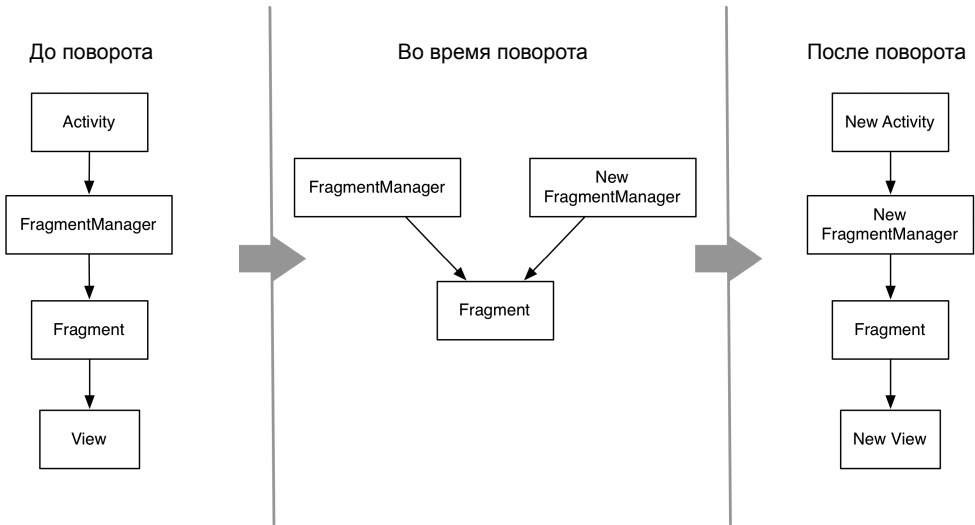 До поворота
Во время поворота
После поворота
Activity
FragmentManager
Fragment
View
FragmentManager
New
FragmentManager
Fragment
New Activity
New
FragmentManager
Fragment
New View